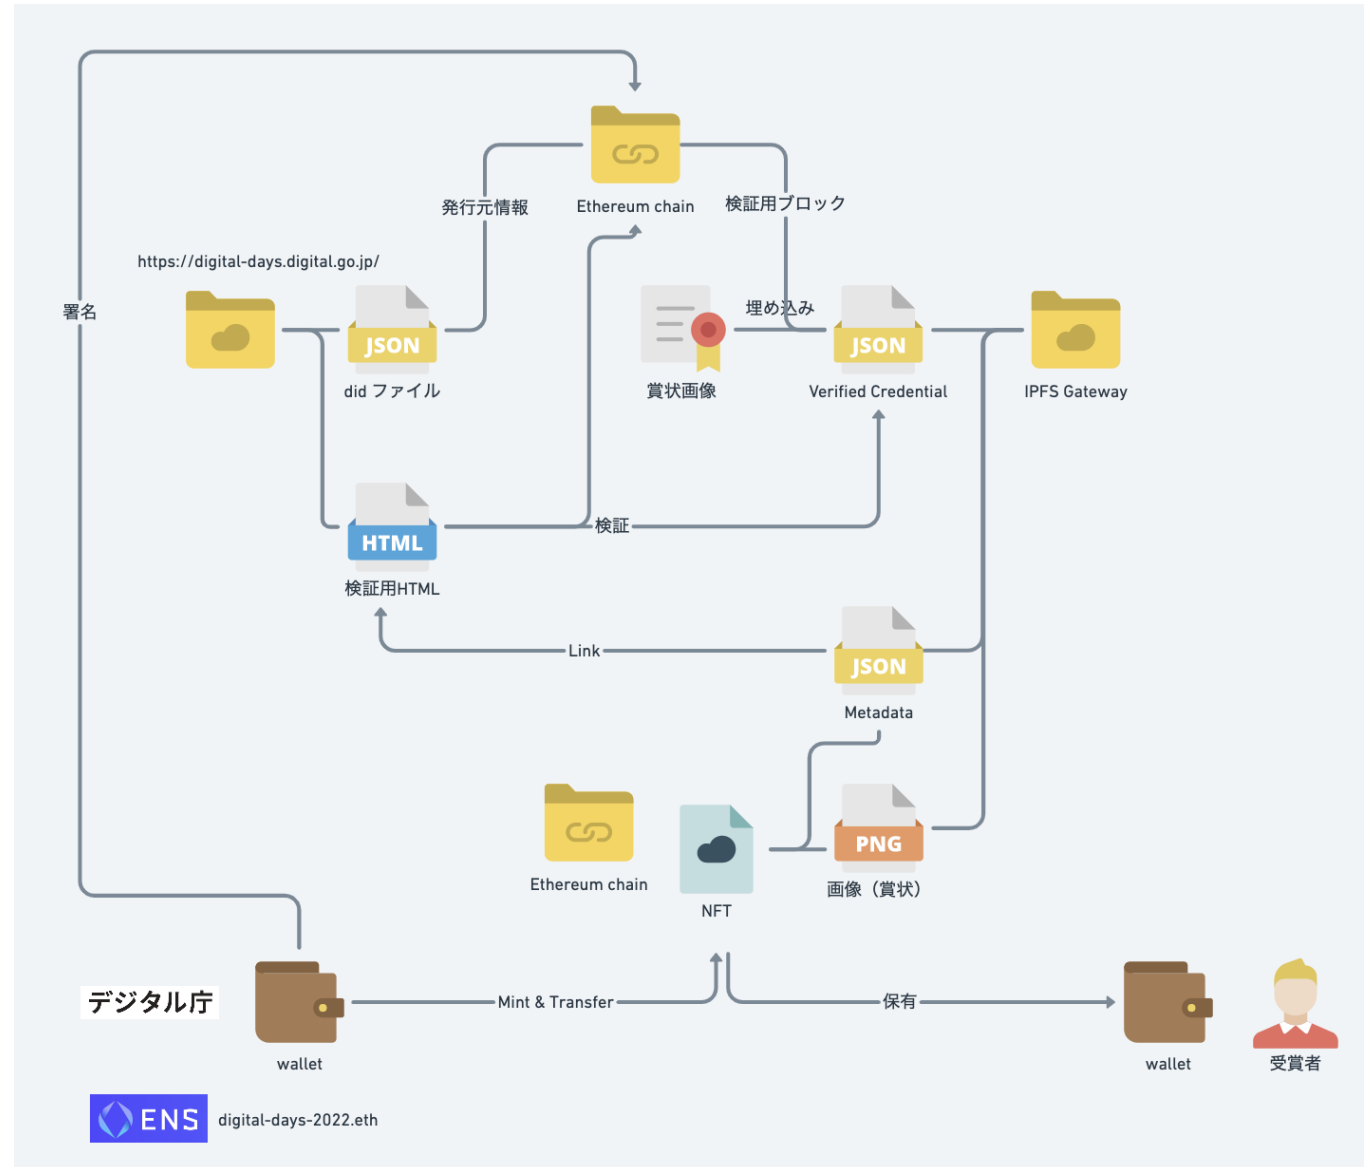 Ethereum chain
発行元情報
検証用ブロック
https://digital-days.digital.go.jp/
署名
埋め込み
JSON
did ファイル
賞状画像
JSON
Verified Credential
IPFS Gateway
HTML
検証用HTML
検証
Link
JSON
Metadata
Ethereum chain
NFT
PNG
画像（賞状）
デジタル庁
wallet
Mint & Transfer
保有
wallet
受賞者
ENS
digital-days-2022.eth